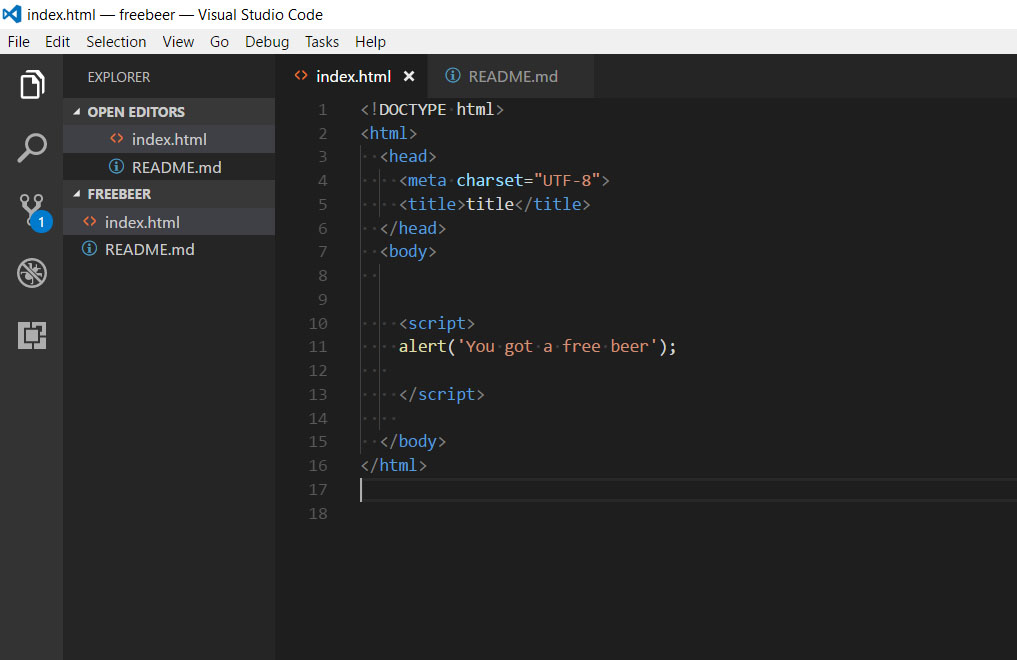 index.html — freebeer — Visual Studio Code
File Edit Selection View Go Debug Tasks Help
EXPLORER
OPEN EDITORS
index.html
README.md
FREEBEER
index.html
README.md
1
index.html
README.md
1 <!DOCTYPE html>
2 <html>
3 <head>
4 <meta charset="UTF-8">
5 <title>title</title>
6 </head>
7 <body>
8
9
10 <script>
11 alert('You got a free beer');
12
13 </script>
14
15 </body>
16 </html>
17
18